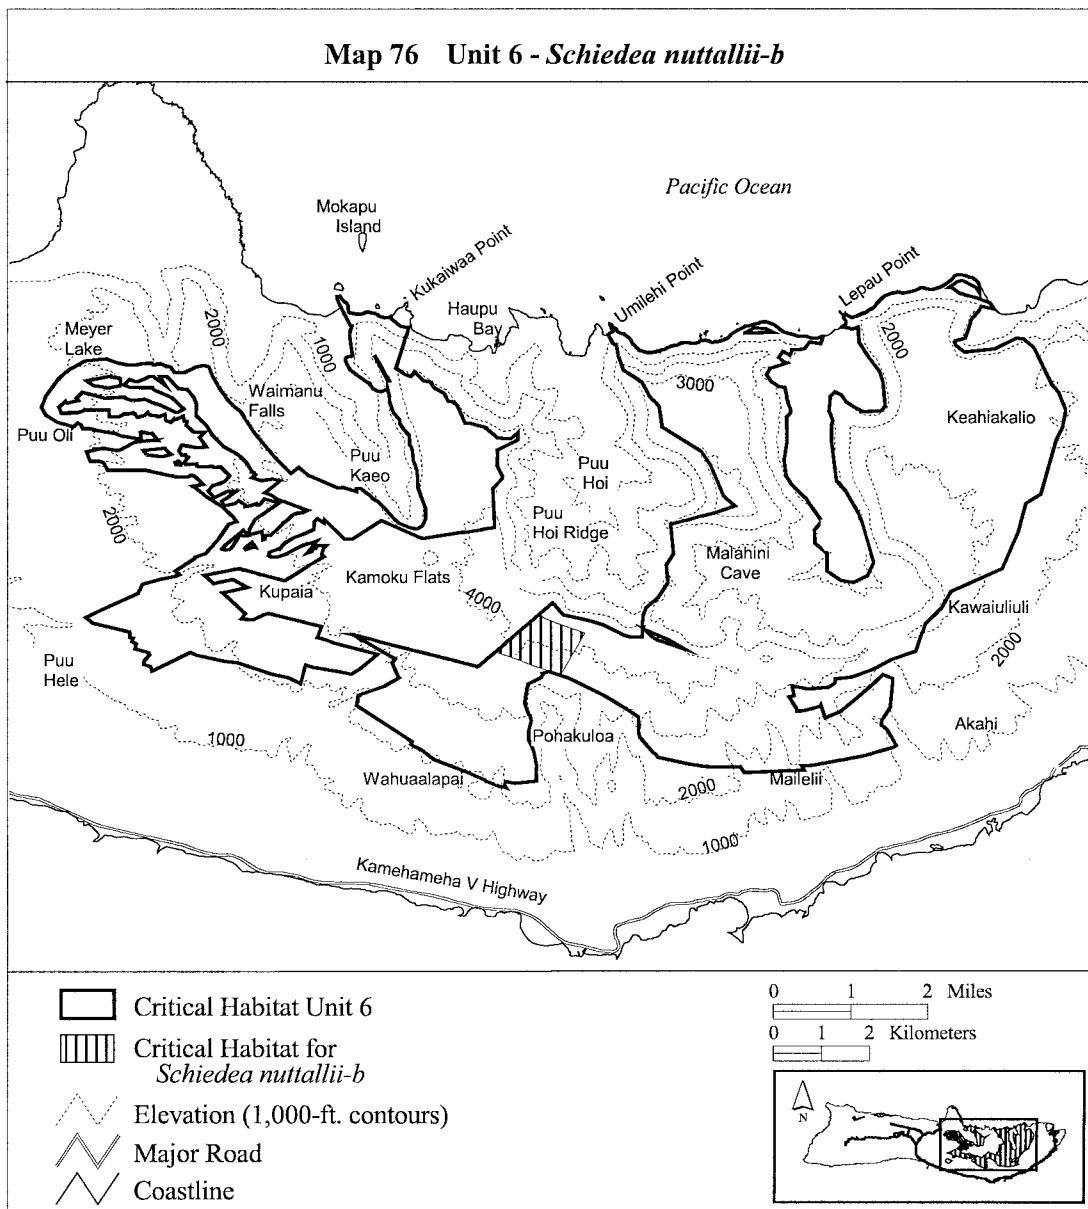 Map 76 Unit 6 - Schiedea nuttallii-b
Pacific Ocean
Mokapu
Island
Kukaiwaa Point
Haupu
Bay
Umilehi Point
Lepau Point
Meyer
Lake
2000
1000
Waimanu
Falls
3000
2000
Keahiakalio
Puu Oli
Puu
Kaeo
Puu
Hoi
Puu
Hoi Ridge
2000
Malahini
Cave
Kamoku Flats
Kupaia
4000
Kawaiuliuli
2000
Puu
Hele
1000
Pohakuloa
Akahi
Wahuaalapai
2000
Mailelii
1000
Kamehameha V Highway
Critical Habitat Unit 6
Critical Habitat for
Schiedea nuttallii-b
Elevation (1,000-ft. contours)
Major Road
Coastline
0 1 2 Miles
0 1 2 Kilometers
N